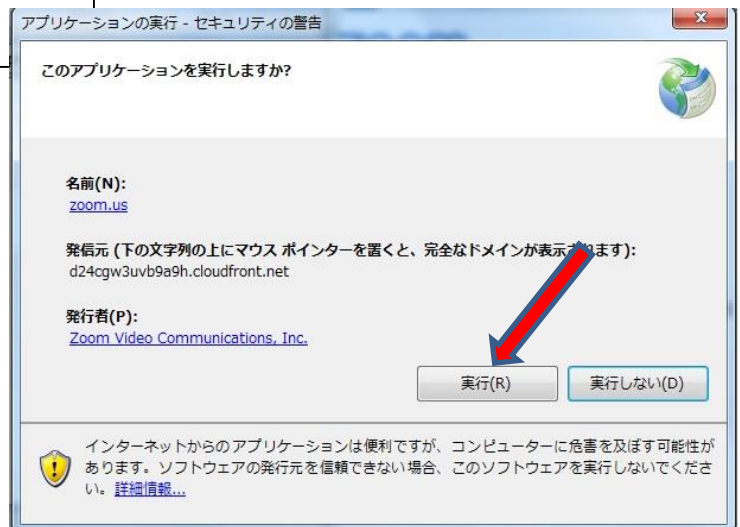 アプリケーションの実行 - セキュリティの警告
このアプリケーションを実行しますか?
名前(N):
zoom.us
発信元 (下の文字列の上にマウス ポインターを置くと、完全なドメインが表示されます):
d24cgw3uvb9a9h.cloudfront.net
発行者(P):
Zoom Video Communications, Inc.
実行(R) 実行しない(D)
インターネットからのアプリケーションは便利ですが、コンピューターに危害を及ぼす可能性が
あります。ソフトウェアの発行元を信頼できない場合、このソフトウェアを実行しないでくださ
い。詳細情報...